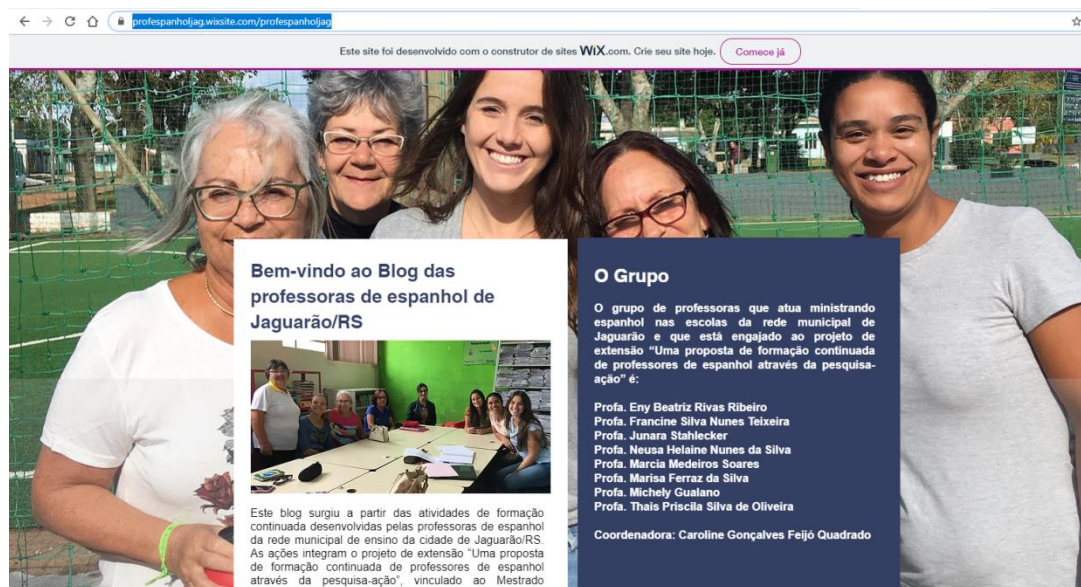 profespanholjag.wixsite.com/profespanholjag
Este site foi desenvolvido com o construtor de sites WiX.com. Crie seu site hoje.
Comece já
Bem-vindo ao Blog das
professoras de espanhol de
Jaguarão/RS
Este blog surgiu a partir das atividades de formação
continuada desenvolvidas pelas professoras de espanhol
da rede municipal de ensino da cidade de Jaguarão/RS.
As ações integram o projeto de extensão “Uma proposta
de formação continuada de professores de espanhol
através da pesquisa-ação”, vinculado ao Mestrado
O Grupo
O grupo de professoras que atua ministrando
espanhol nas escolas da rede municipal de
Jaguarão e que está engajado ao projeto de
extensão “Uma proposta de formação continuada
de professores de espanhol através da pesquisa-
ação” é:
Profa. Eny Beatriz Rivas Ribeiro
Profa. Francine Silva Nunes Teixeira
Profa. Junara Stahlecker
Profa. Neusa Helaine Nunes da Silva
Profa. Marcia Medeiros Soares
Profa. Marisa Ferraz da Silva
Profa. Michely Gualano
Profa. Thais Priscila Silva de Oliveira
Coordenadora: Caroline Gonçalves Feijó Quadrado